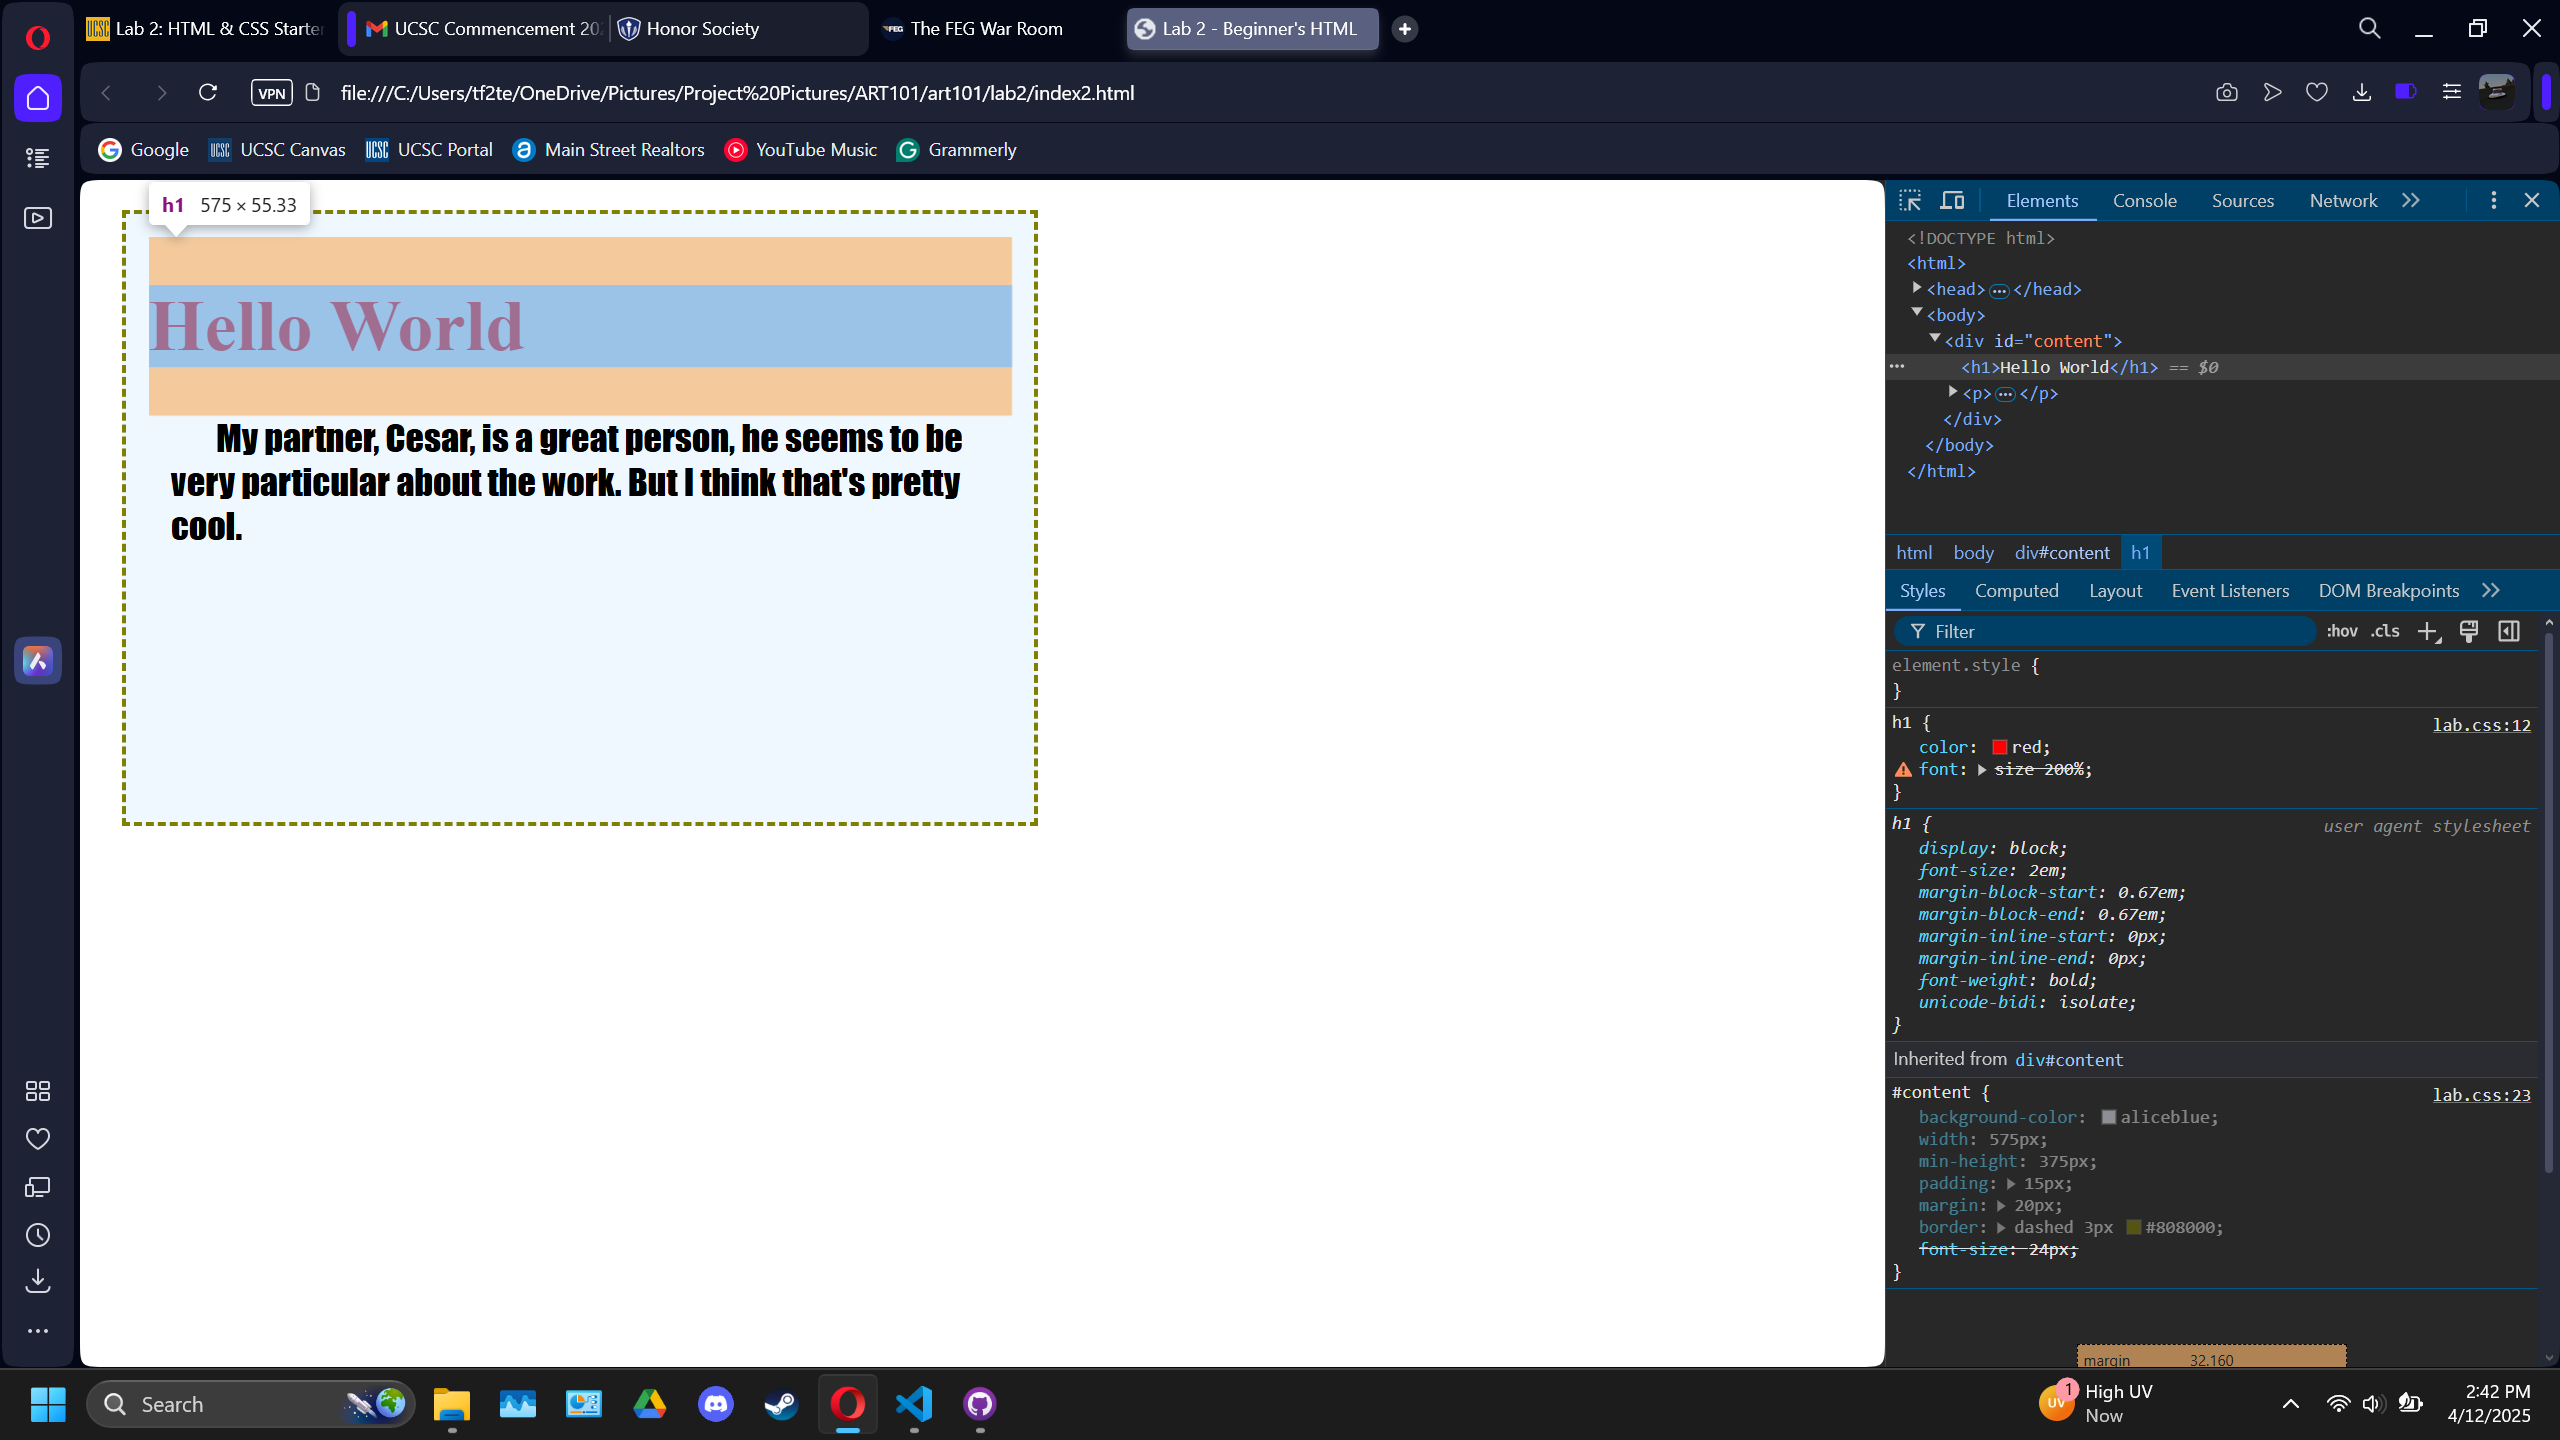 Lab 2: HTML & CSS Starter
UCSC Commencement 202
Honor Society
The FEG War Room
Lab 2 - Beginner's HTML
VPN
file:///C:/Users/tf2te/OneDrive/Pictures/Project%20Pictures/ART101/art101/lab2/index2.html
Google
UCSC Canvas
UCSC Portal
Main Street Realtors
YouTube Music
Grammerly
h1 575 × 55.33
Hello World
My partner, Cesar, is a great person, he seems to be
very particular about the work. But I think that's pretty
cool.
Elements Console Sources Network
<!DOCTYPE html>
<html>
<head> … </head>
<body>
<div id="content">
<h1>Hello World</h1> == $0
<p> … </p>
</div>
</body>
</html>
html body div#content h1
Styles Computed Layout Event Listeners DOM Breakpoints
Filter :hov .cls
element.style {
}
h1 { lab.css:12
color: red;
font: size 200%;
}
h1 { user agent stylesheet
display: block;
font-size: 2em;
margin-block-start: 0.67em;
margin-block-end: 0.67em;
margin-inline-start: 0px;
margin-inline-end: 0px;
font-weight: bold;
unicode-bidi: isolate;
}
Inherited from div#content
#content { lab.css:23
background-color: aliceblue;
width: 575px;
min-height: 375px;
padding: 15px;
margin: 20px;
border: dashed 3px #808000;
font-size: 24px;
}
margin 32.160
Search
UV 1
High UV
Now
2:42 PM
4/12/2025